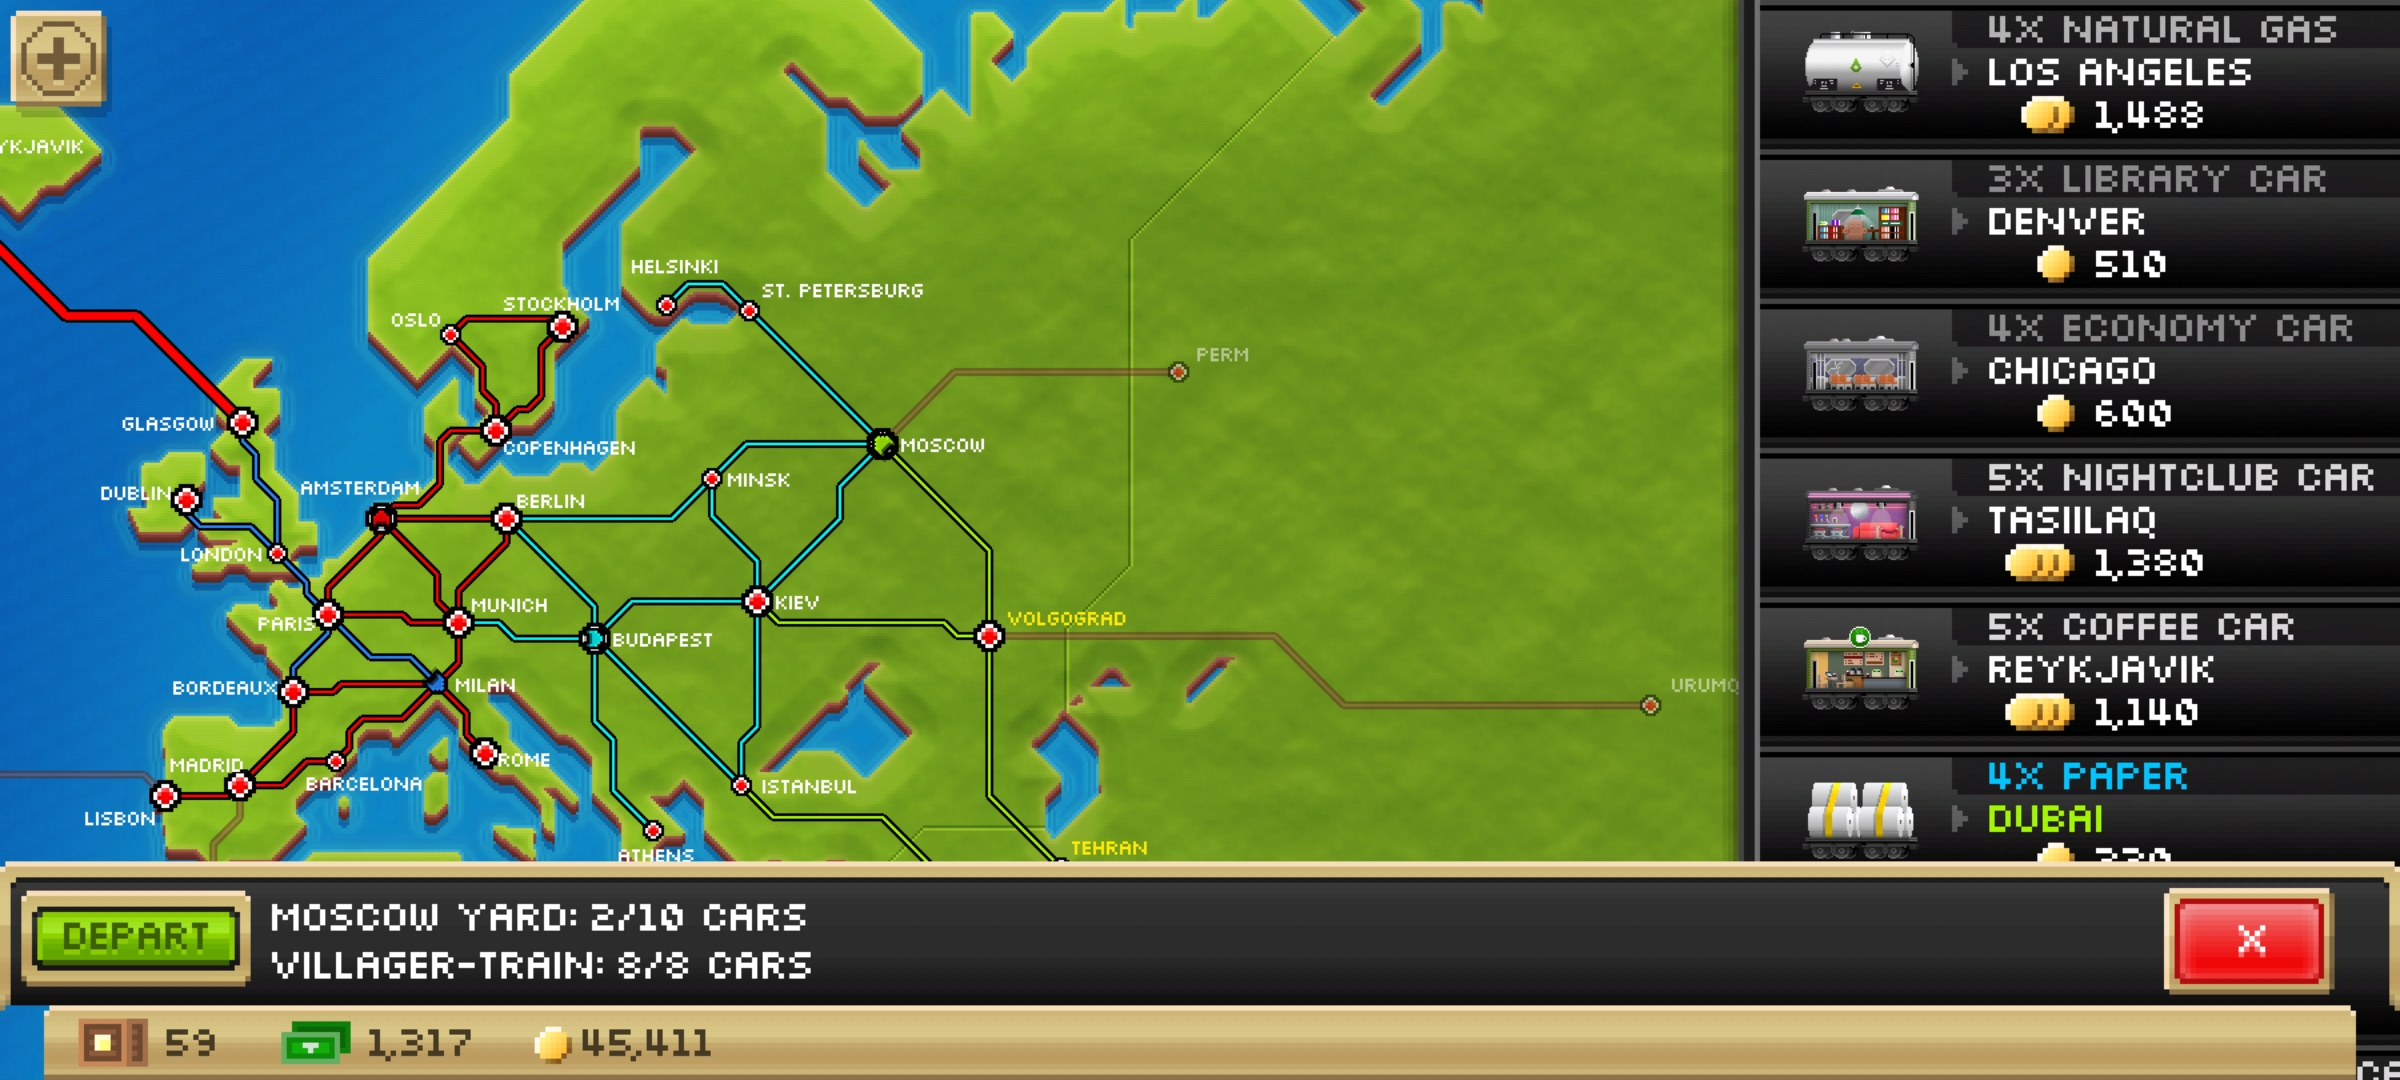 YKJAVIK
HELSINKI
ST. PETERSBURG
STOCKHOLM
OSLO
PERM
GLASGOW
COPENHAGEN
MOSCOW
MINSK
AMSTERDAM
DUBLIN
BERLIN
LONDON
MUNICH
KIEV
VOLGOGRAD
PARIS
BUDAPEST
BORDEAUX
MILAN
URUMQ
MADRID
ROME
BARCELONA
ISTANBUL
LISBON
ATHENS
TEHRAN
4X NATURAL GAS
LOS ANGELES
1,488
3X LIBRARY CAR
DENVER
510
4X ECONOMY CAR
CHICAGO
600
5X NIGHTCLUB CAR
TASIILAQ
1,380
5X COFFEE CAR
REYKJAVIK
1,140
4X PAPER
DUBAI
DEPART
MOSCOW YARD: 2/10 CARS
VILLAGER-TRAIN: 8/8 CARS
X
59
1,317
45,411